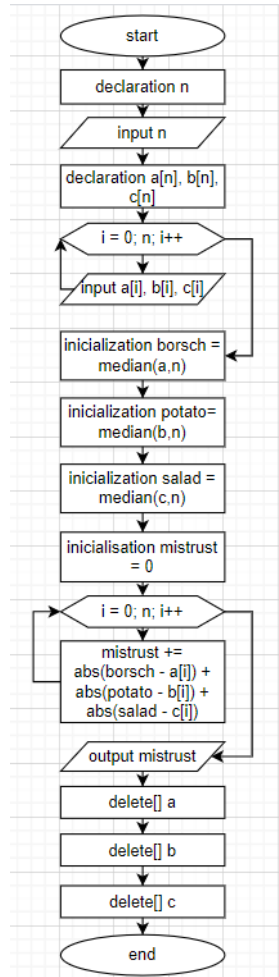 start
declaration n
input n
declaration a[n], b[n],
c[n]
i = 0; n; i++
input a[i], b[i], c[i]
inicialization borsch =
median(a,n)
inicialization potato=
median(b,n)
inicialization salad =
median(c,n)
inicialisation mistrust
= 0
i = 0; n; i++
mistrust +=
abs(borsch - a[i]) +
abs(potato - b[i]) +
abs(salad - c[i])
output mistrust
delete[] a
delete[] b
delete[] c
end